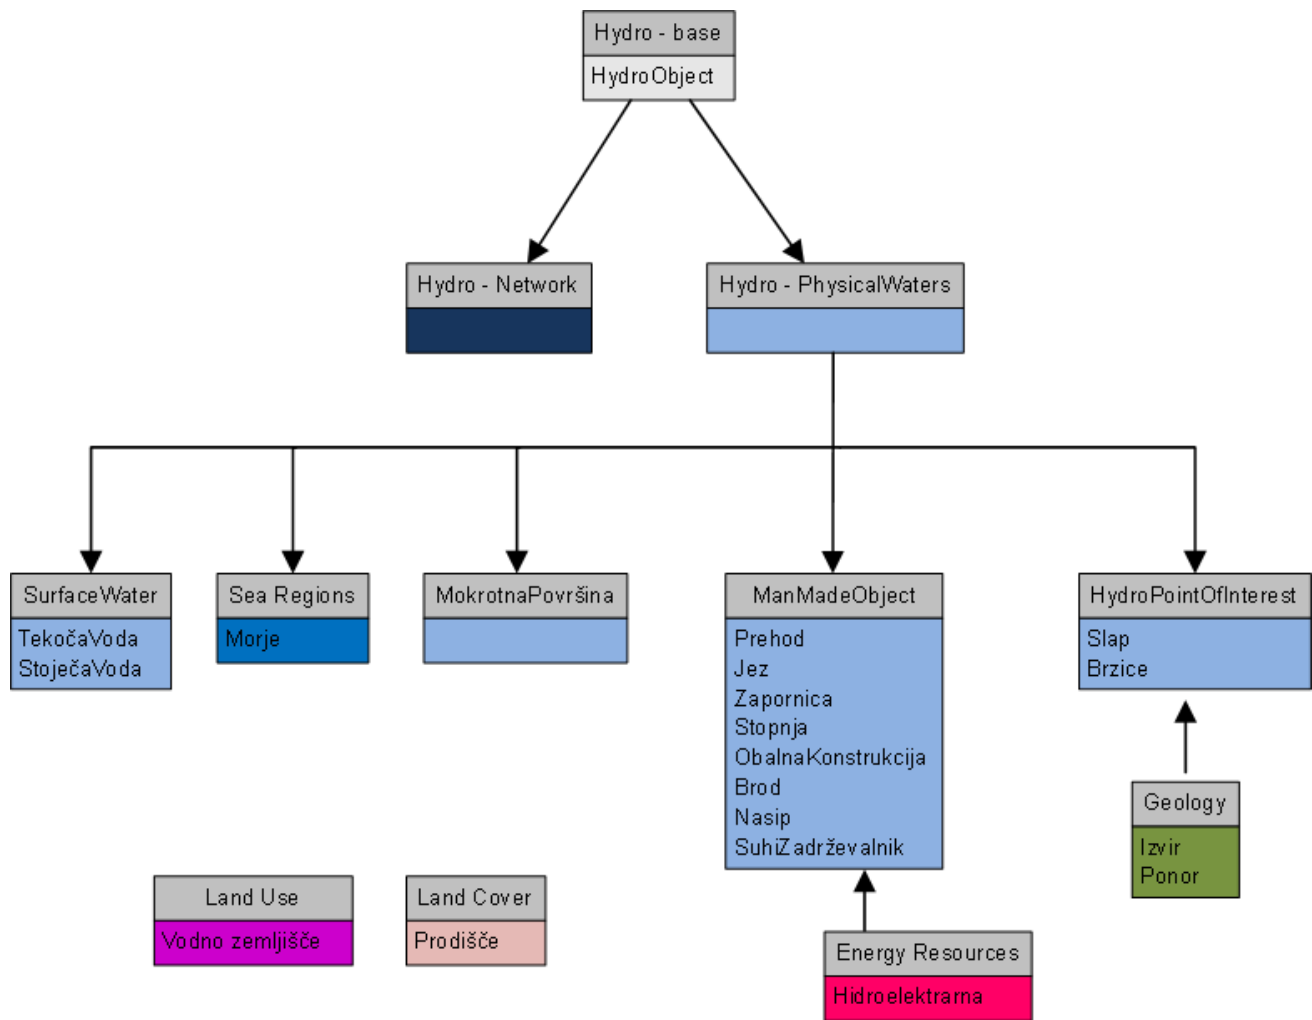 Hydro - base
HydroObject
Hydro - Network
Hydro - PhysicalWaters
SurfaceWater
TekočaVoda
StoječaVoda
Sea Regions
Morje
MokrotnaPovršina
ManMadeObject
Prehod
Jez
Zapornica
Stopnja
ObalnaKonstrukcija
Brod
Nasip
SuhiZadrževalnik
HydroPointOfInterest
Slap
Brzice
Geology
Izvir
Ponor
Land Use
Vodno zemljišče
Land Cover
Prodišče
Energy Resources
Hidroelektrarna